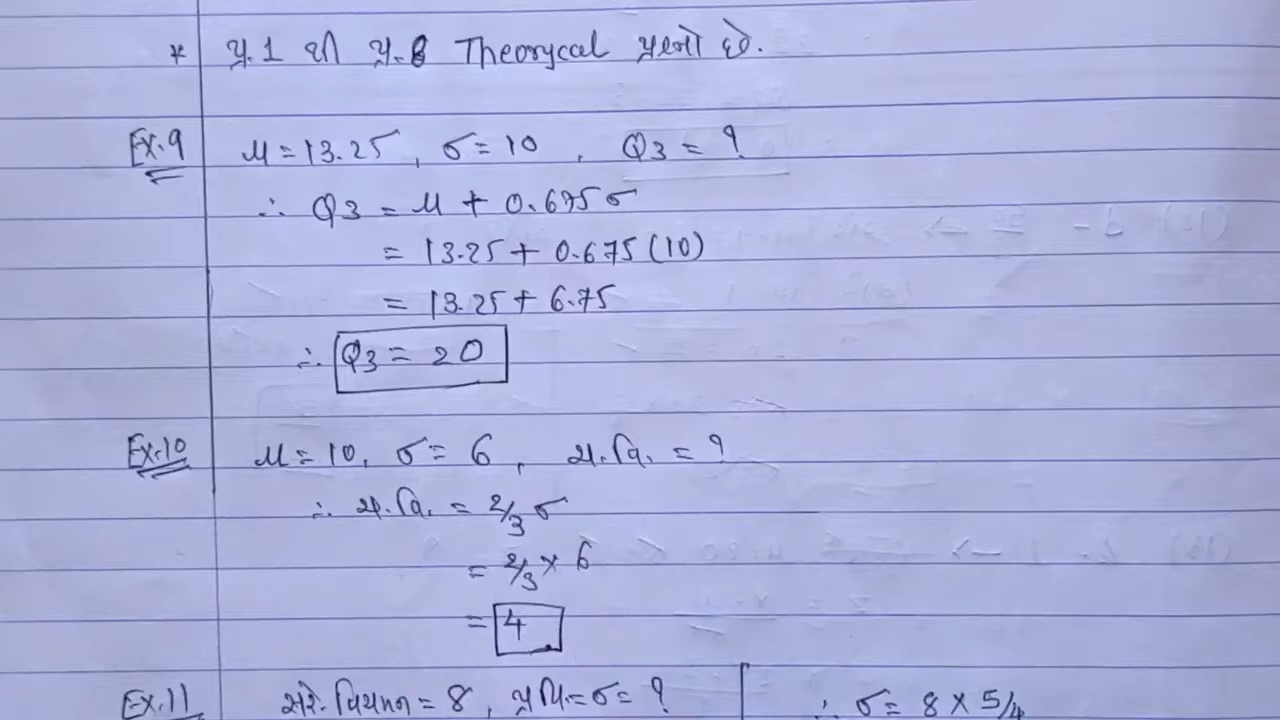 * પ્ર.1 થી પ્ર.8 Theorycal પ્રશ્નો છે.
Ex.9 μ = 13.25, σ = 10, Q3 = ?
∴ Q3 = μ + 0.675 σ
= 13.25 + 0.675 (10)
= 13.25 + 6.75
∴ Q3 = 20
Ex.10 μ = 10, σ = 6, ચ.વિ. = ?
∴ ચ.વિ. = 2/3 σ
= 2/3 × 6
= 4
Ex.11 સરે. વિચલન = 8, પ્ર.વિ = σ = ? ∴ σ = 8 × 5/4